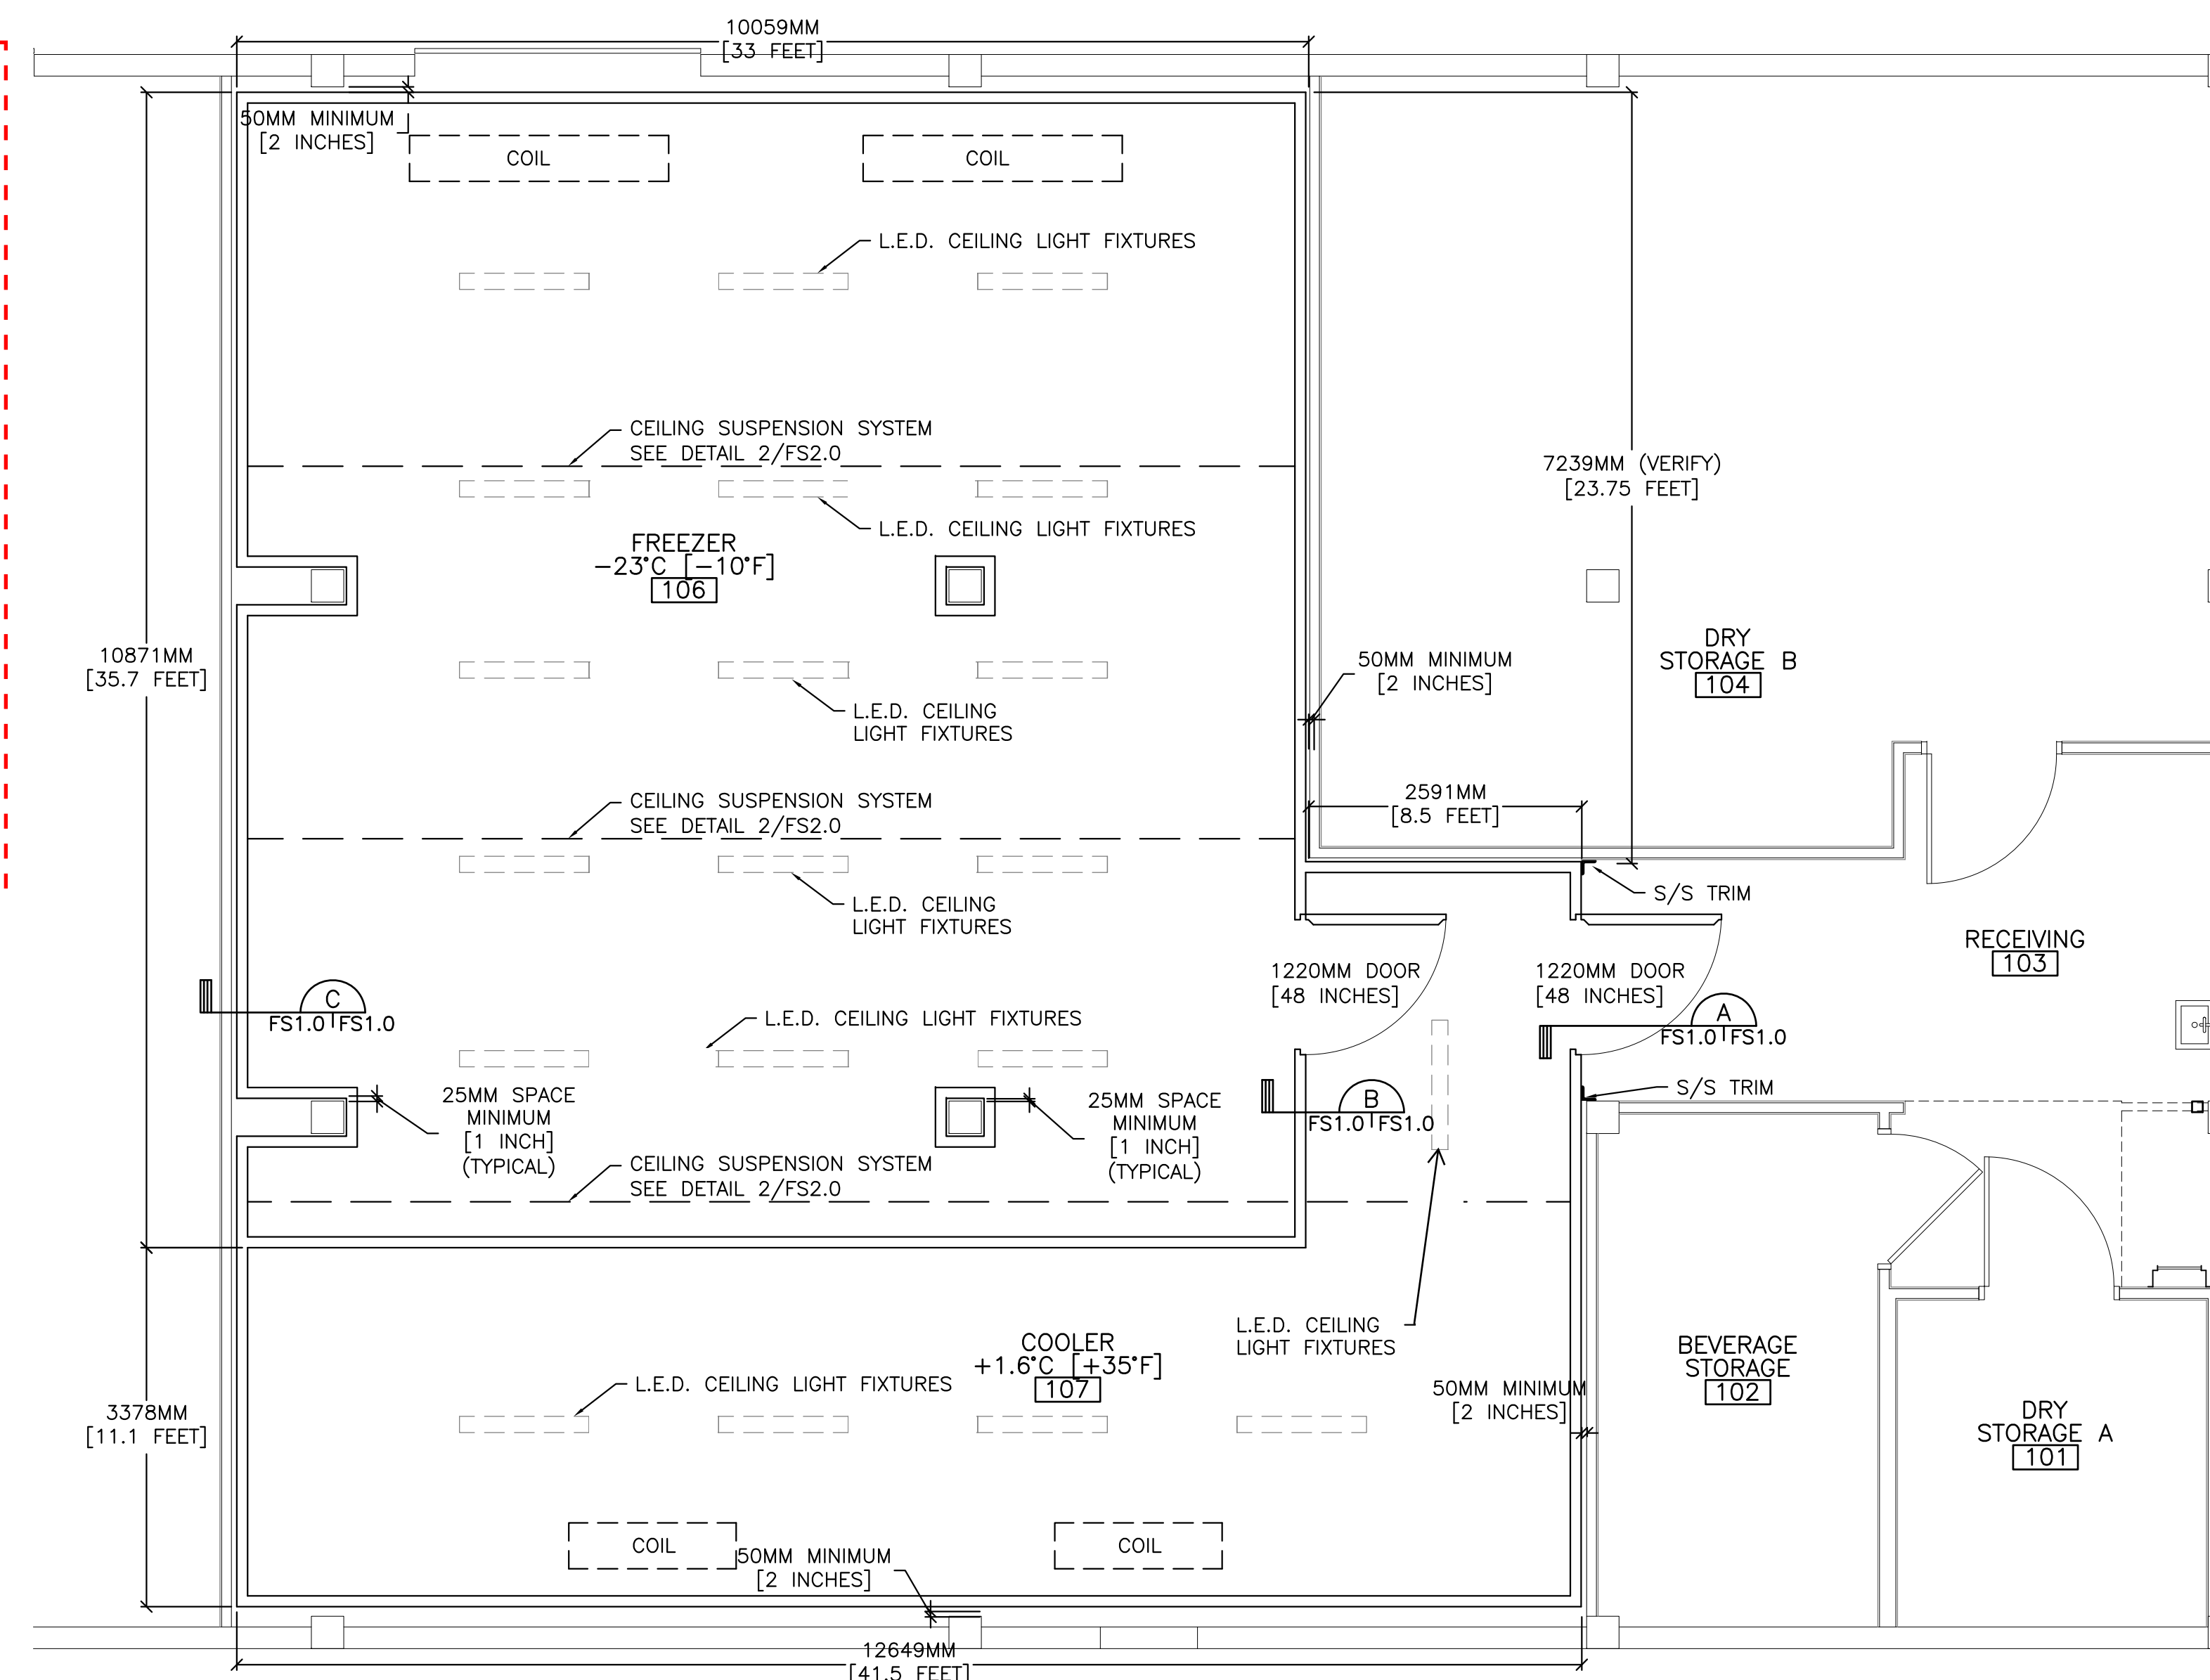 10059MM
[33 FEET]
50MM MINIMUM
[2 INCHES]
COIL
COIL
L.E.D. CEILING LIGHT FIXTURES
CEILING SUSPENSION SYSTEM
SEE DETAIL 2/FS2.0
7239MM (VERIFY)
[23.75 FEET]
L.E.D. CEILING LIGHT FIXTURES
FREEZER
-23°C [-10°F]
106
10871MM
[35.7 FEET]
50MM MINIMUM
[2 INCHES]
DRY
STORAGE B
104
L.E.D. CEILING
LIGHT FIXTURES
CEILING SUSPENSION SYSTEM
SEE DETAIL 2/FS2.0
2591MM
[8.5 FEET]
L.E.D. CEILING
LIGHT FIXTURES
S/S TRIM
RECEIVING
103
1220MM DOOR
[48 INCHES]
1220MM DOOR
[48 INCHES]
C
FS1.0 FS1.0
L.E.D. CEILING LIGHT FIXTURES
A
FS1.0 FS1.0
25MM SPACE
MINIMUM
[1 INCH]
(TYPICAL)
25MM SPACE
MINIMUM
[1 INCH]
(TYPICAL)
B
FS1.0 FS1.0
S/S TRIM
CEILING SUSPENSION SYSTEM
SEE DETAIL 2/FS2.0
L.E.D. CEILING
LIGHT FIXTURES
COOLER
+1.6°C [+35°F]
107
L.E.D. CEILING LIGHT FIXTURES
50MM MINIMUM
[2 INCHES]
BEVERAGE
STORAGE
102
3378MM
[11.1 FEET]
DRY
STORAGE A
101
COIL
COIL
50MM MINIMUM
[2 INCHES]
12649MM
[41.5 FEET]